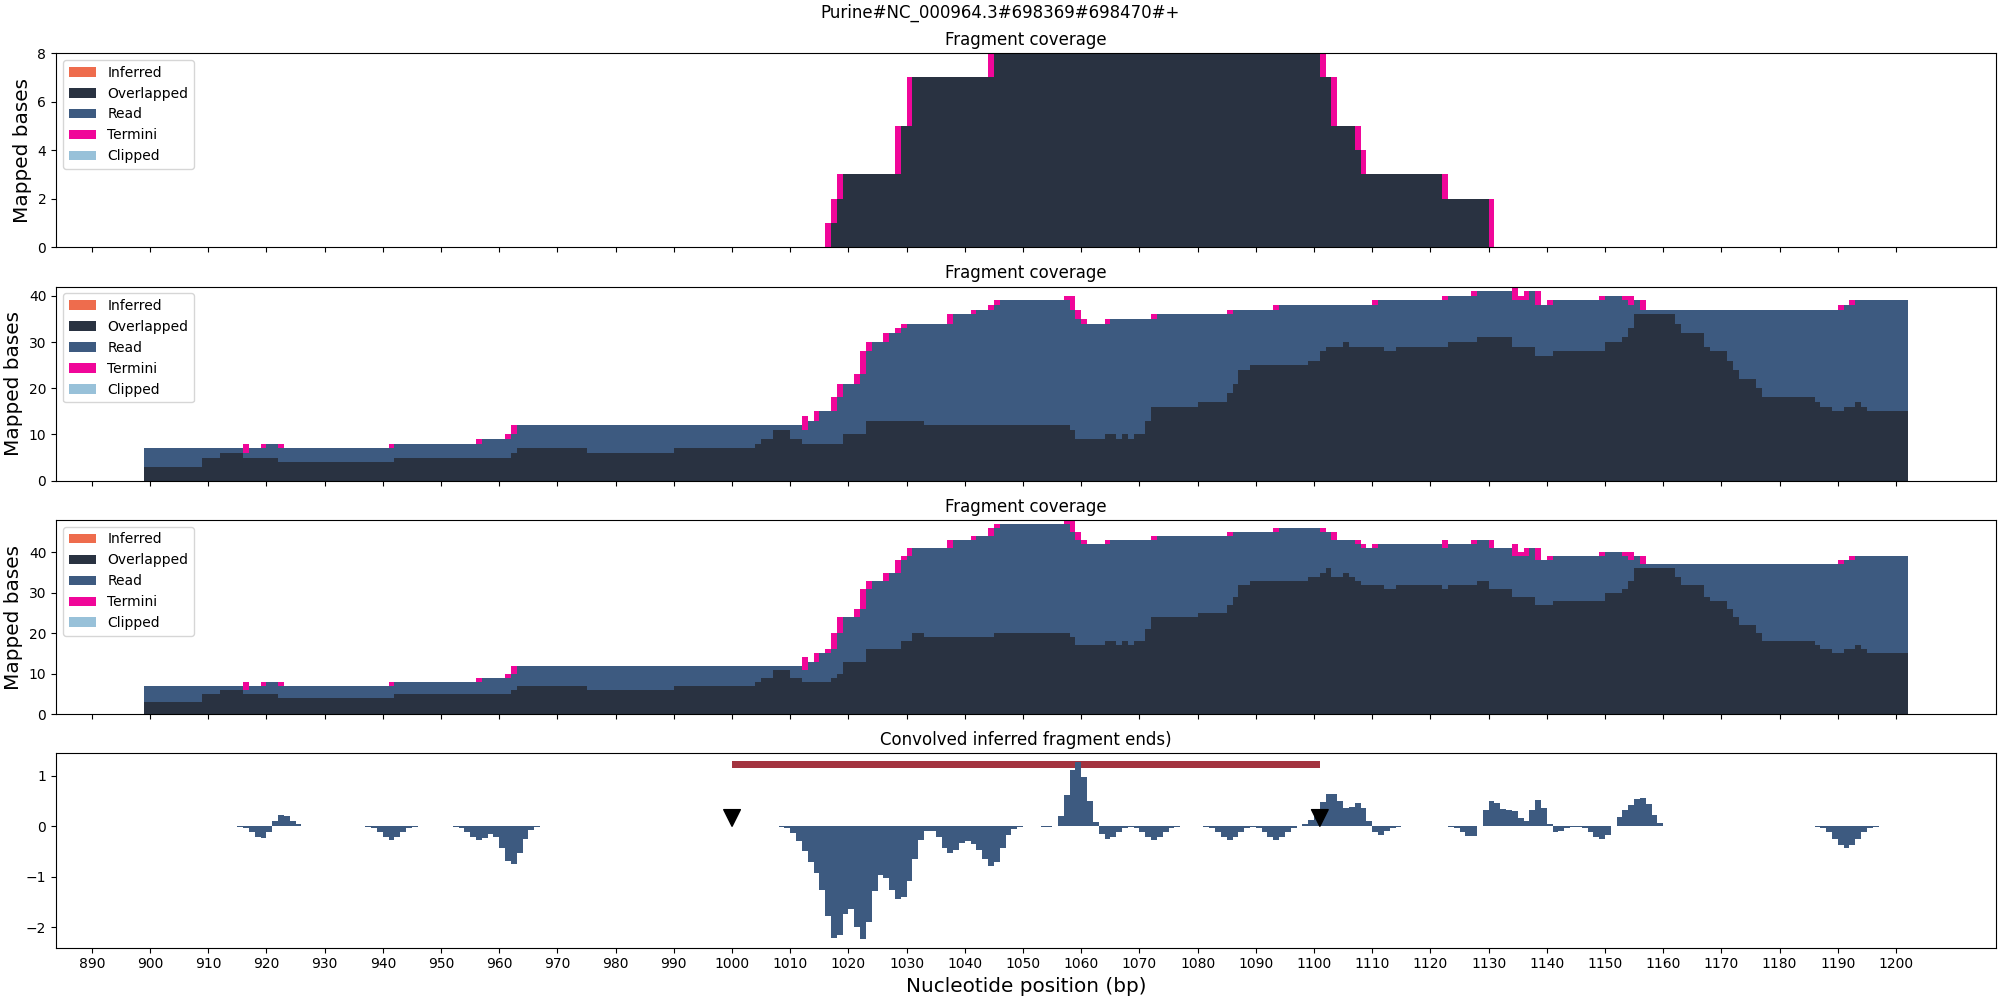 Purine#NC_000964.3#698369#698470#+
Fragment coverage
Mapped bases
8
6
4
2
0
Inferred
Overlapped
Read
Termini
Clipped
Fragment coverage
Mapped bases
40
30
20
10
0
Inferred
Overlapped
Read
Termini
Clipped
Fragment coverage
Mapped bases
40
30
20
10
0
Inferred
Overlapped
Read
Termini
Clipped
Convolved inferred fragment ends)
1
0
−1
−2
890 900 910 920 930 940 950 960 970 980 990 1000 1010 1020 1030 1040 1050 1060 1070 1080 1090 1100 1110 1120 1130 1140 1150 1160 1170 1180 1190 1200
Nucleotide position (bp)